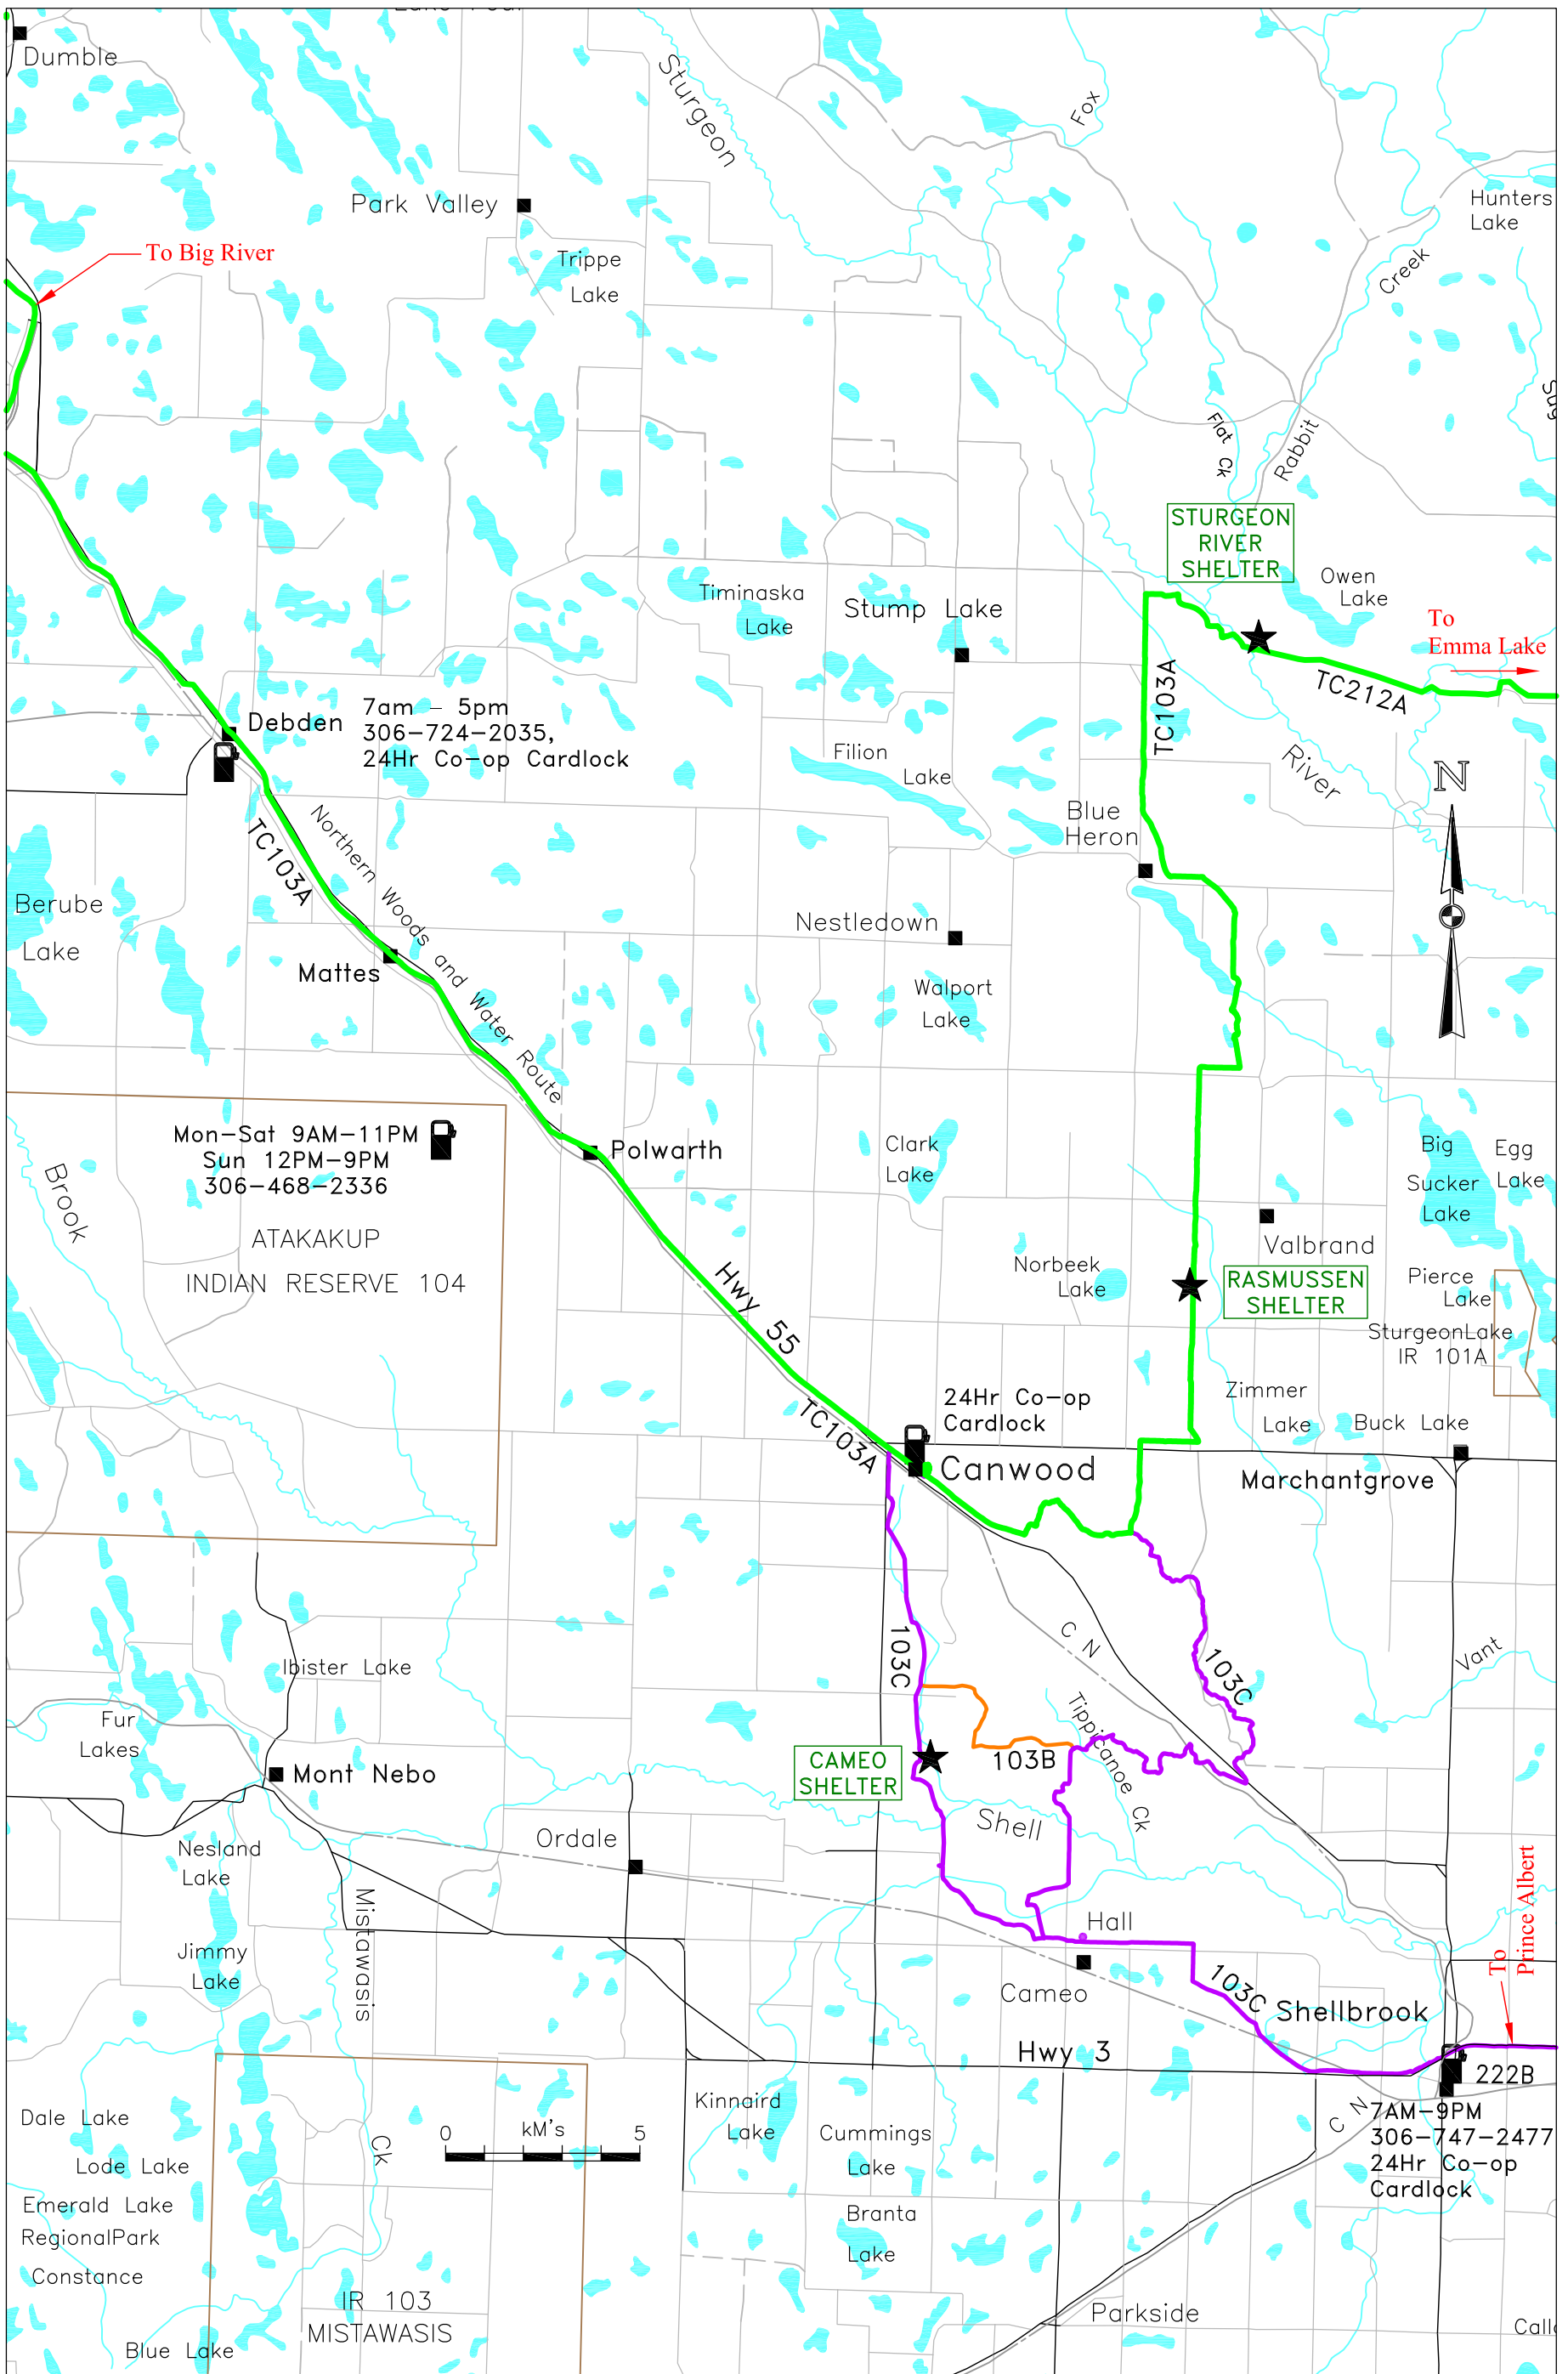 Dumble
Sturgeon
Fox
Park Valley
Hunters
Lake
To Big River
Trippe
Lake
Creek
Flat Ck
Rabbit
STURGEON
RIVER
SHELTER
Owen
Lake
Timinaska
Lake
Stump Lake
To
Emma Lake
TC103A
TC212A
Debden
7am - 5pm
306-724-2035,
24Hr Co-op Cardlock
Filion
Lake
River
N
Blue
Heron
TC103A
Northern Woods and Water Route
Berube
Lake
Nestledown
Mattes
Walport
Lake
Mon-Sat 9AM-11PM
Sun 12PM-9PM
306-468-2336
Polwarth
Clark
Lake
Big
Sucker
Lake
Egg
Lake
Brook
ATAKAKUP
INDIAN RESERVE 104
Valbrand
Norbeek
Lake
RASMUSSEN
SHELTER
Pierce
Lake
Hwy 55
SturgeonLake
IR 101A
TC103A
24Hr Co-op
Cardlock
Zimmer
Lake
Buck Lake
Canwood
Marchantgrove
C N
103C
103C
Vant
Ibister Lake
Fur
Lakes
Tippicanoe Ck
CAMEO
SHELTER
103B
Mont Nebo
Shell
Ordale
Nesland
Lake
Mistawasis
Ck
Hall
Jimmy
Lake
To
Prince Albert
Cameo
103C
Shellbrook
Hwy 3
222B
C N
7AM-9PM
306-747-2477
24Hr Co-op
Cardlock
Kinnaird
Lake
Cummings
Lake
Dale Lake
0 kM's 5
Lode Lake
Emerald Lake
RegionalPark
Branta
Lake
Constance
IR 103
MISTAWASIS
Parkside
Blue Lake